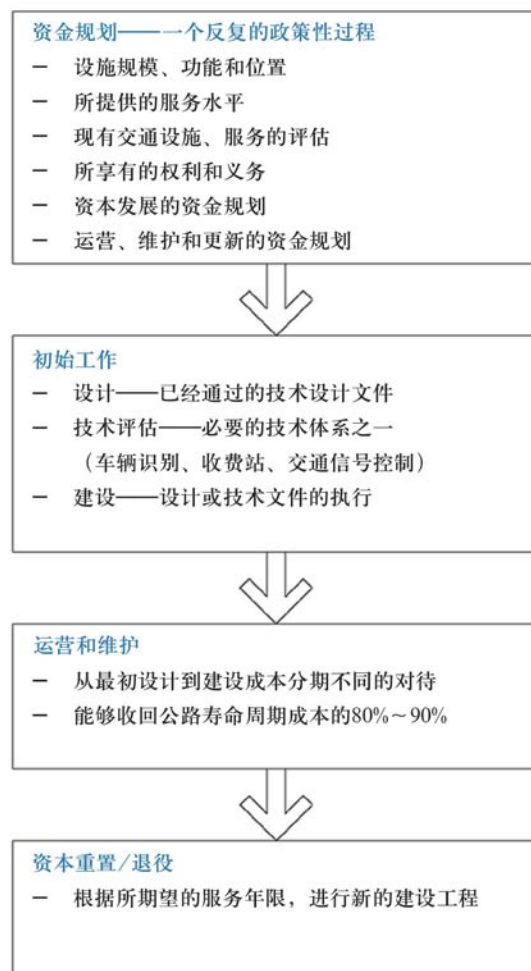 资金规划——一个反复的政策性过程
— 设施规模、功能和位置
— 所提供的服务水平
— 现有交通设施、服务的评估
— 所享有的权利和义务
— 资本发展的资金规划
— 运营、维护和更新的资金规划
初始工作
— 设计——已经通过的技术设计文件
— 技术评估——必要的技术体系之一
（车辆识别、收费站、交通信号控制）
— 建设——设计或技术文件的执行
运营和维护
— 从最初设计到建设成本分期不同的对待
— 能够收回公路寿命周期成本的80%～90%
资本重置/退役
— 根据所期望的服务年限，进行新的建设工程